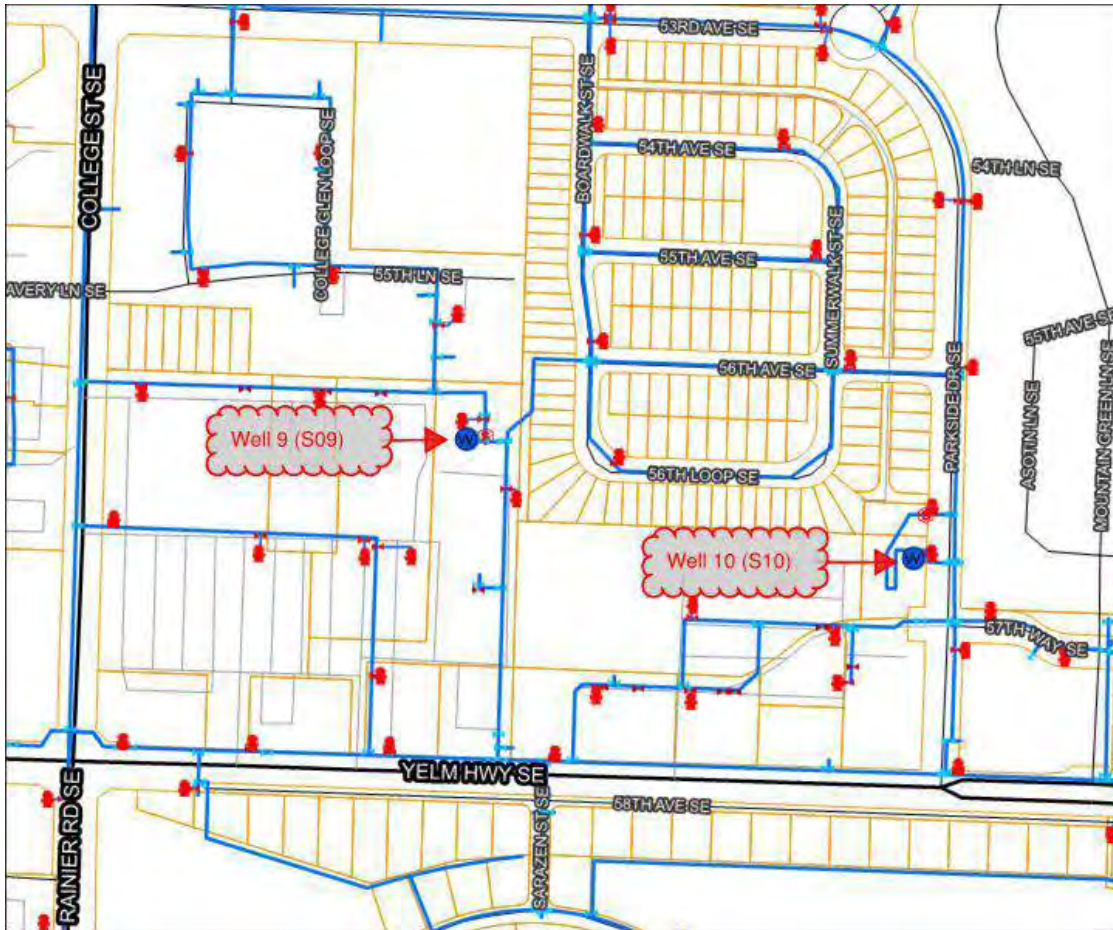 53RD AVE SE
COLLEGE ST SE
BOARDWALK ST SE
COLLEGE GLEN LOOP SE
54TH AVE SE
54TH LN SE
SUMMERWALK ST SE
55TH AVE SE
55TH LN SE
AVERY LN SE
55TH AVE SE
56TH AVE SE
PARKSIDE DR SE
ASOTIN LN SE
MOUNTAIN GREEN LN SE
Well 9 (S09)
W
56TH LOOP SE
Well 10 (S10)
W
57TH WAY SE
YELM HWY SE
RAINIER RD SE
SARAZEN ST SE
58TH AVE SE